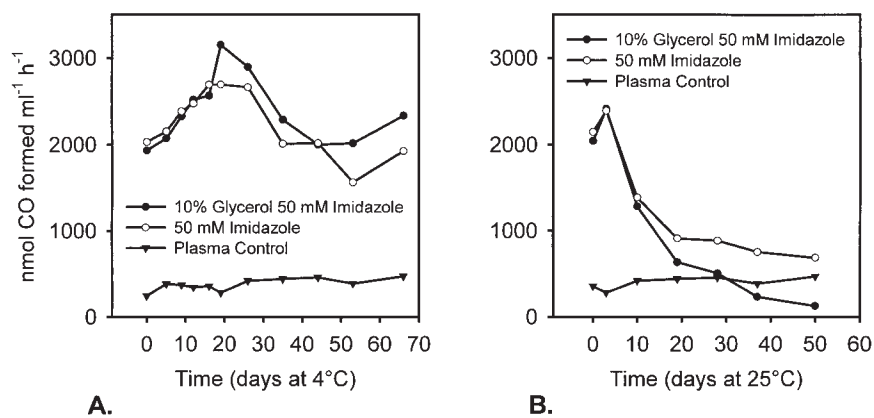 nmol CO formed ml⁻¹ h⁻¹
3000
2000
1000
0
10% Glycerol 50 mM Imidazole
50 mM Imidazole
Plasma Control
0 10 20 30 40 50 60 70
Time (days at 4°C)
A.
3000
2000
1000
0
10% Glycerol 50 mM Imidazole
50 mM Imidazole
Plasma Control
0 10 20 30 40 50 60
Time (days at 25°C)
B.